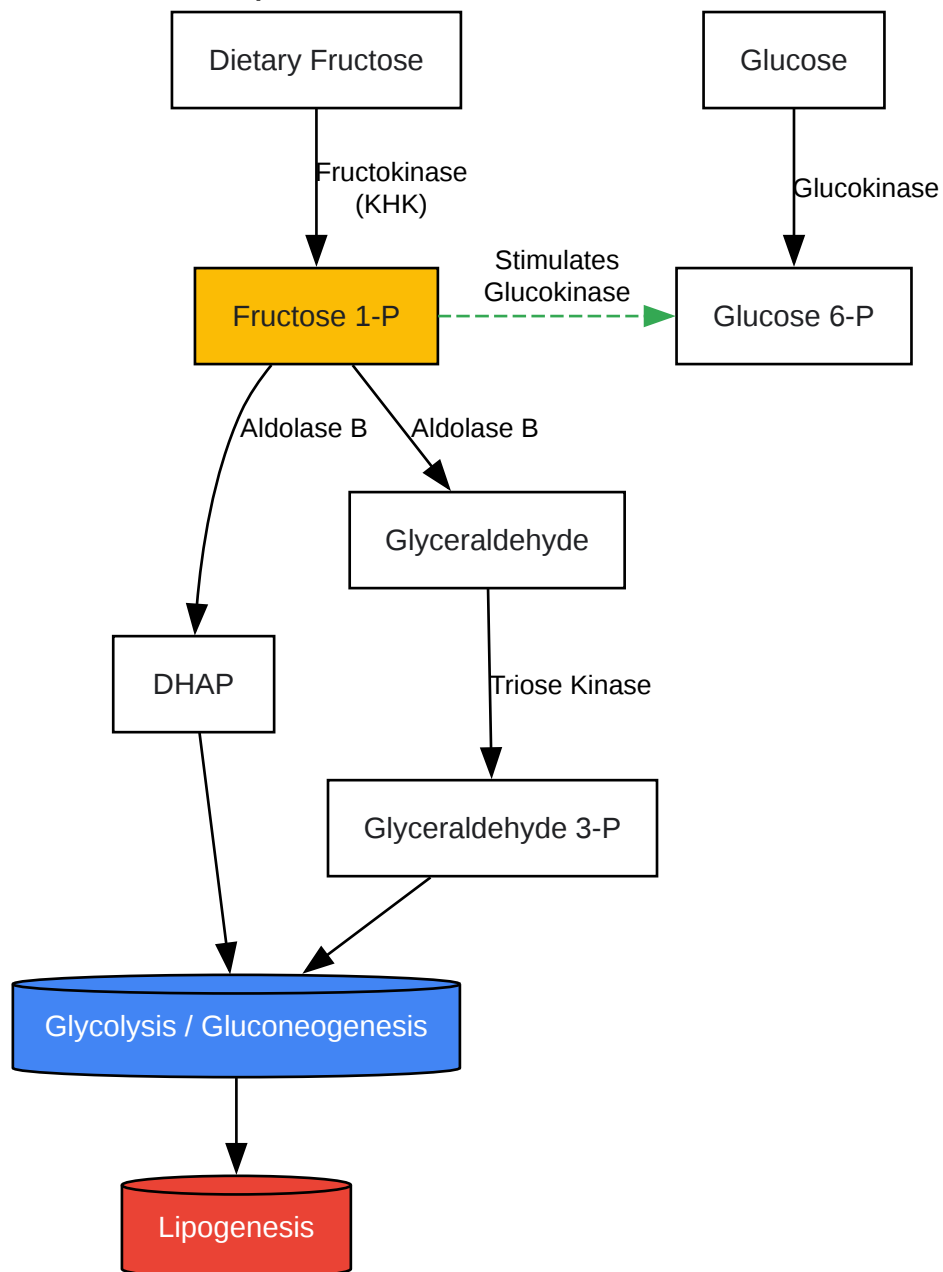 Dietary Fructose
Glucose
Fructokinase
(KHK)
Glucokinase
Stimulates
Glucokinase
Fructose 1-P
Glucose 6-P
Aldolase B
Aldolase B
Glyceraldehyde
DHAP
Triose Kinase
Glyceraldehyde 3-P
Glycolysis / Gluconeogenesis
Lipogenesis